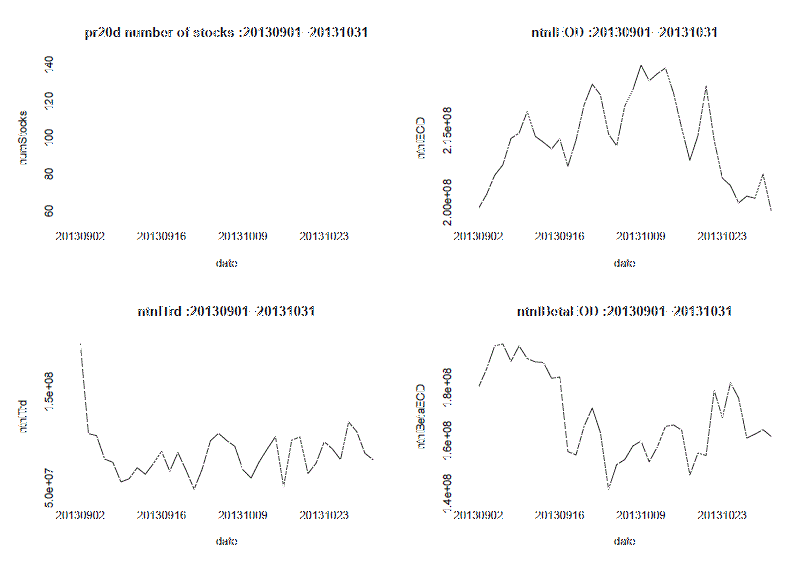 pr20d number of stocks :20130901- 20131031
numStocks
140
120
100
80
60
20130902
20130916
20131009
20131023
date
ntnlEOD :20130901- 20131031
ntnlEOD
2.15e+08
2.00e+08
20130902
20130916
20131009
20131023
date
ntnlTrd :20130901- 20131031
ntnlTrd
1.5e+08
5.0e+07
20130902
20130916
20131009
20131023
date
ntnlBetaEOD :20130901- 20131031
ntnlBetaEOD
1.8e+08
1.6e+08
1.4e+08
20130902
20130916
20131009
20131023
date